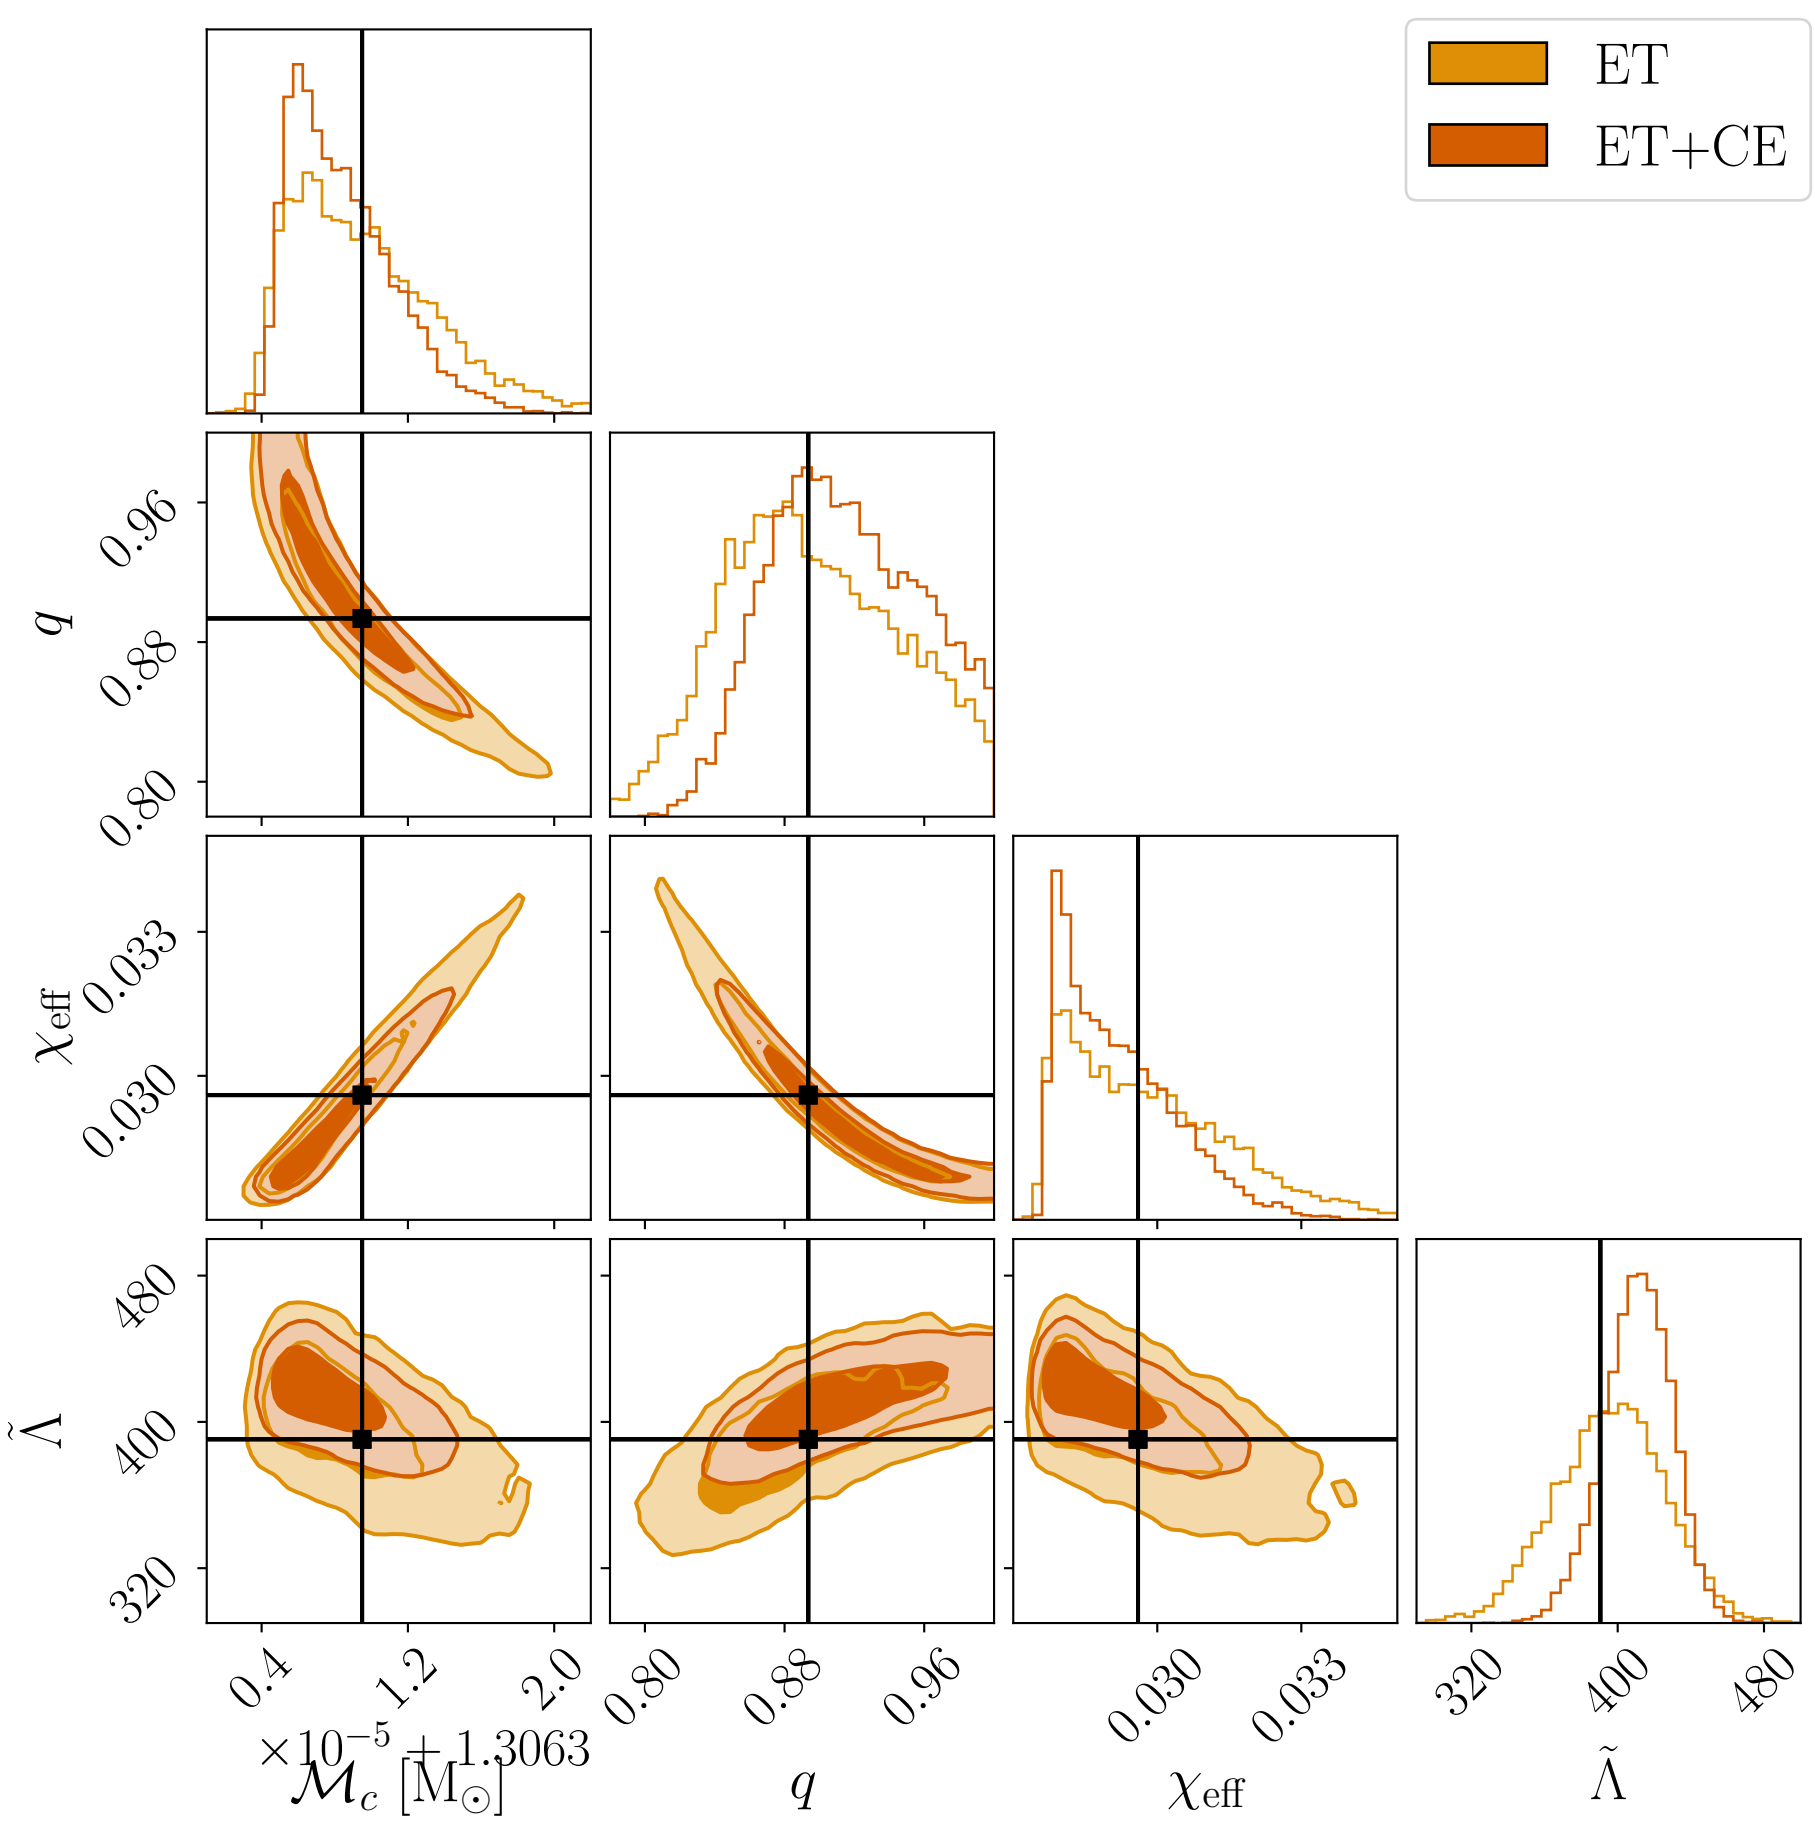 ET
ET+CE
0.96
q
0.88
0.80
0.033
χeff
0.030
480
Λ̃
400
320
0.4 1.2 2.0 0.80 0.88 0.96 0.030 0.033 320 400 480
×10⁻⁵ + 1.3063
ℳc [M⊙] q χeff Λ̃